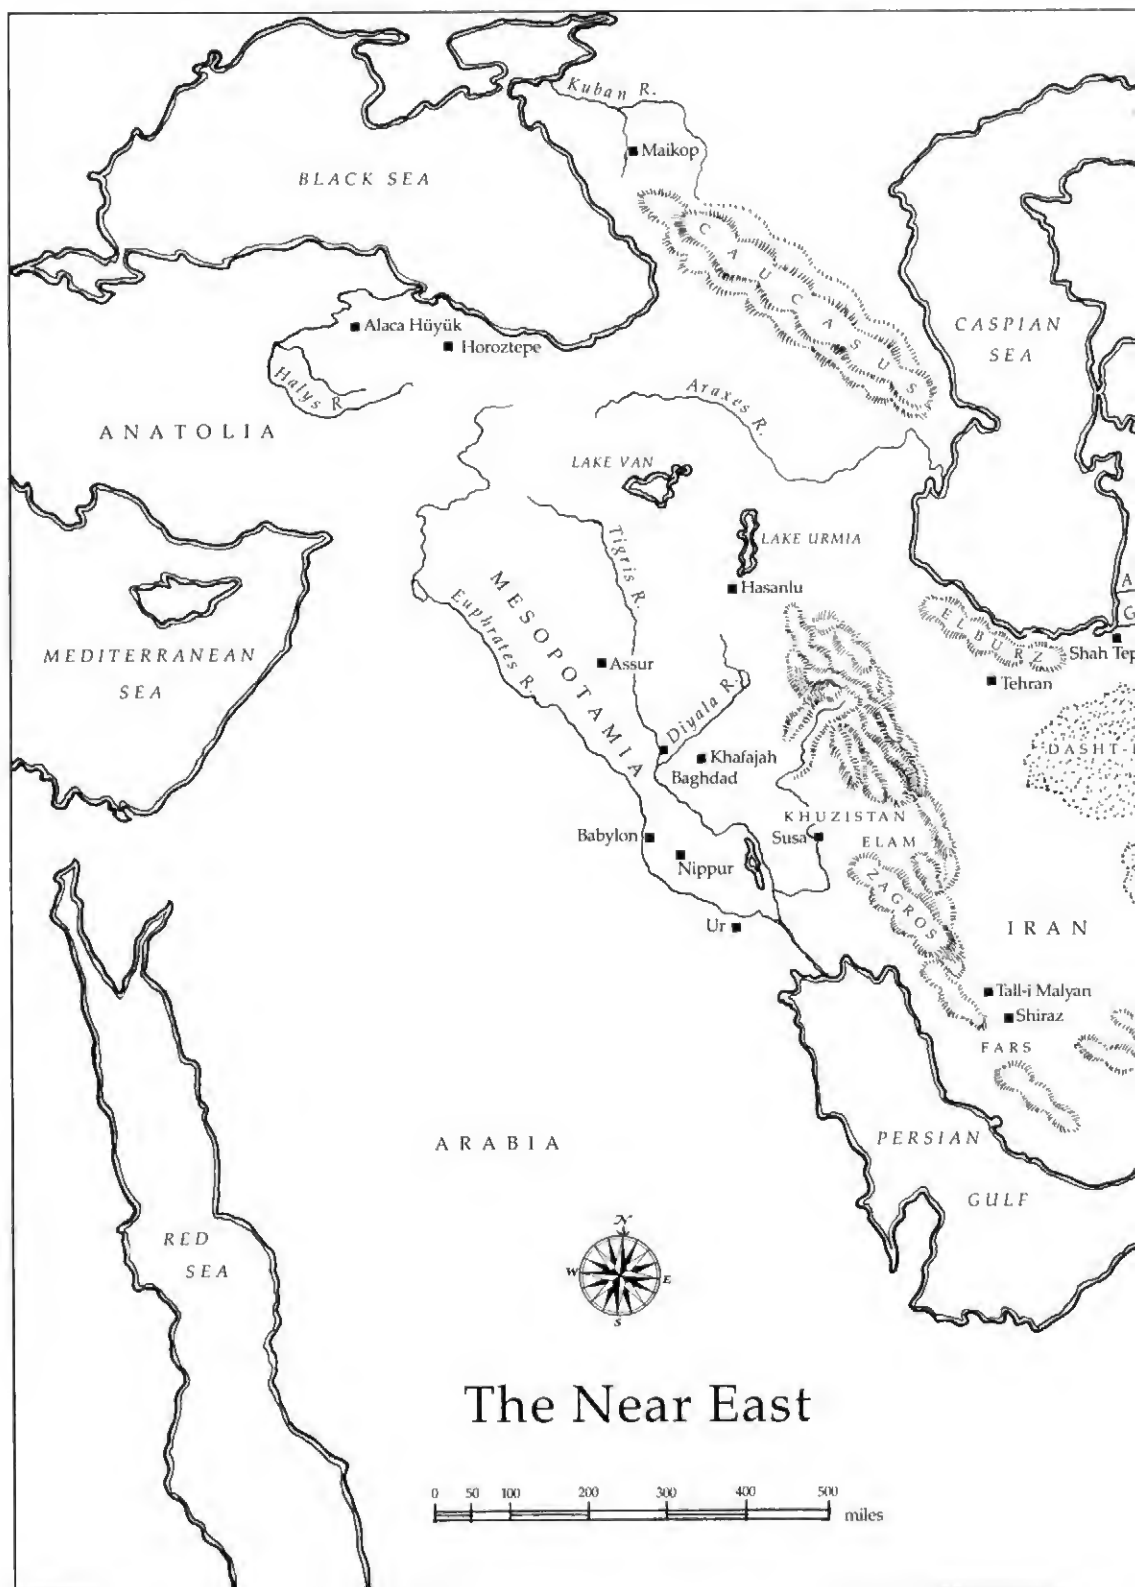 Kuban R.
Maikop
BLACK SEA
CAUCASUS
CASPIAN
SEA
Alaca Hüyük
Horoztepe
Halys R.
Araxes R.
ANATOLIA
LAKE VAN
Tigris R.
LAKE URMIA
Hasanlu
MESOPOTAMIA
Euphrates R.
A
G
ELBURZ
MEDITERRANEAN
SEA
Assur
Shah Tep
Tehran
Diyala R.
DASHT-I
Khafajah
Baghdad
KHUZISTAN
Babylon
Susa
ELAM
Nippur
ZAGROS
Ur
IRAN
Tall-i Malyan
Shiraz
FARS
ARABIA
PERSIAN
GULF
RED
SEA
N
W
E
S
The Near East
0 50 100 200 300 400 500
miles